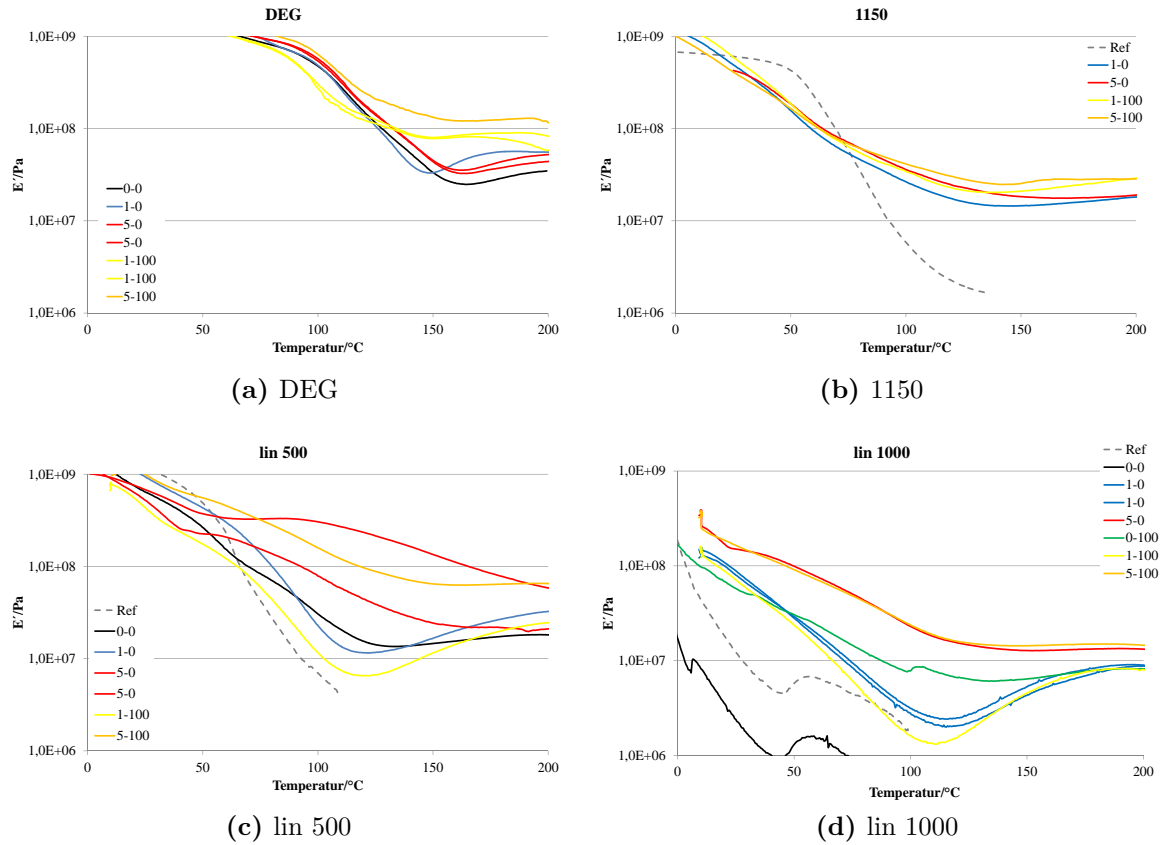 DEG
1,0E+09
1,0E+08
1,0E+07
1,0E+06
E´/Pa
0-0
1-0
5-0
5-0
1-100
1-100
5-100
0
50
100
150
200
Temperatur/°C
(a) DEG
1150
1,0E+09
1,0E+08
1,0E+07
1,0E+06
E´/Pa
Ref
1-0
5-0
1-100
5-100
0
50
100
150
200
Temperatur/°C
(b) 1150
lin 500
1,0E+09
1,0E+08
1,0E+07
1,0E+06
E´/Pa
Ref
0-0
1-0
5-0
5-0
1-100
5-100
0
50
100
150
200
Temperatur/°C
(c) lin 500
lin 1000
1,0E+09
1,0E+08
1,0E+07
1,0E+06
E´/Pa
Ref
0-0
1-0
1-0
5-0
0-100
1-100
5-100
0
50
100
150
200
Temperatur/°C
(d) lin 1000